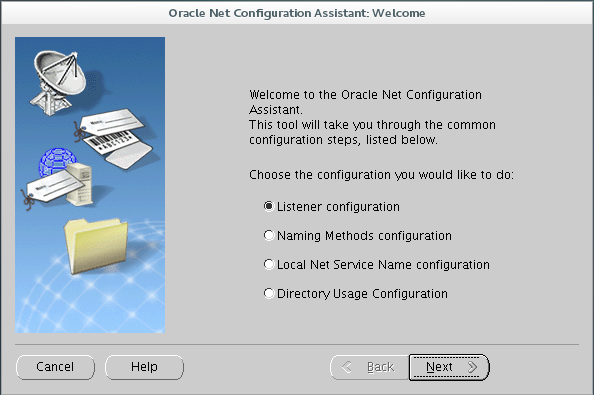 Oracle Net Configuration Assistant: Welcome
Welcome to the Oracle Net Configuration
Assistant.
This tool will take you through the common
configuration steps, listed below.
Choose the configuration you would like to do:
Listener configuration
Naming Methods configuration
Local Net Service Name configuration
Directory Usage Configuration
Cancel
Help
Back
Next